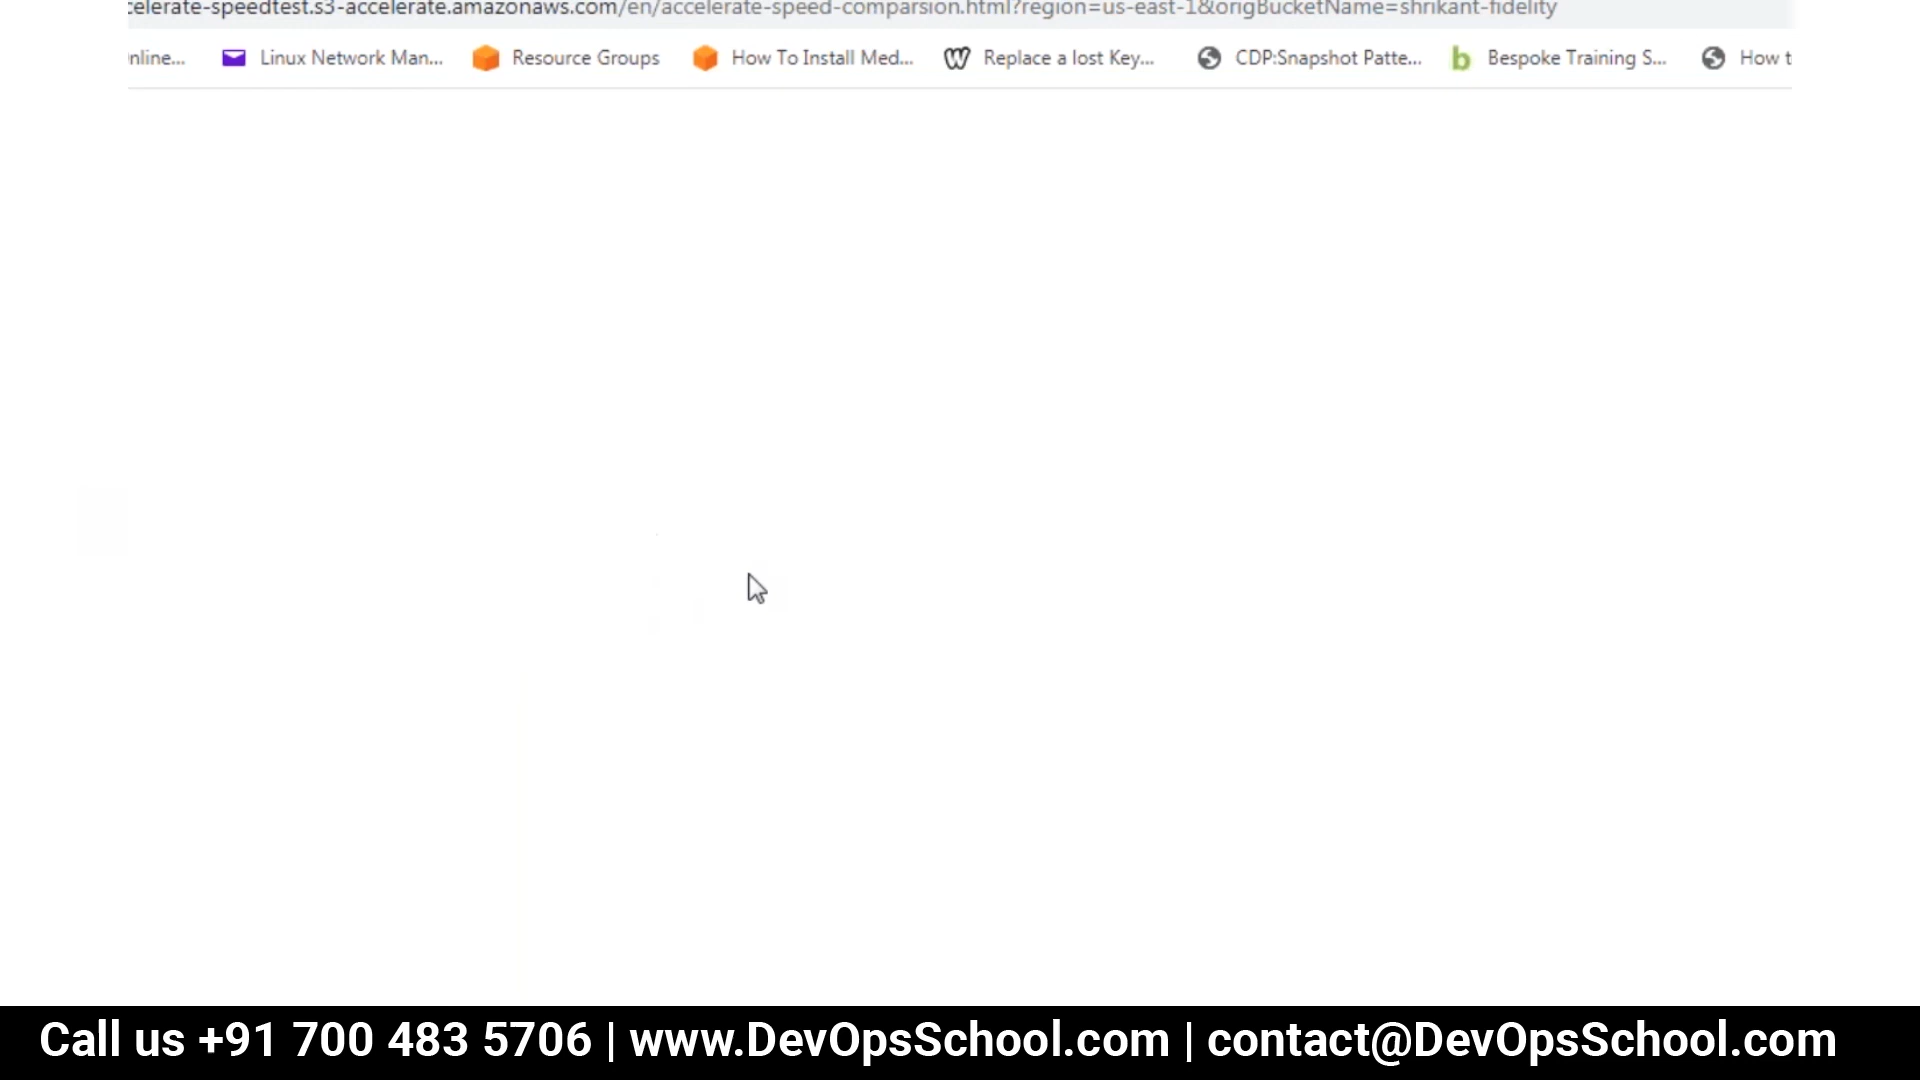 celerate-speedtest.s3-accelerate.amazonaws.com/en/accelerate-speed-comparsion.html?region=us-east-1&origBucketName=shrikant-fidelity
nline... Linux Network Man... Resource Groups How To Install Med... Replace a lost Key... CDP:Snapshot Patte... b Bespoke Training S... How t
Call us +91 700 483 5706 | www.DevOpsSchool.com | contact@DevOpsSchool.com